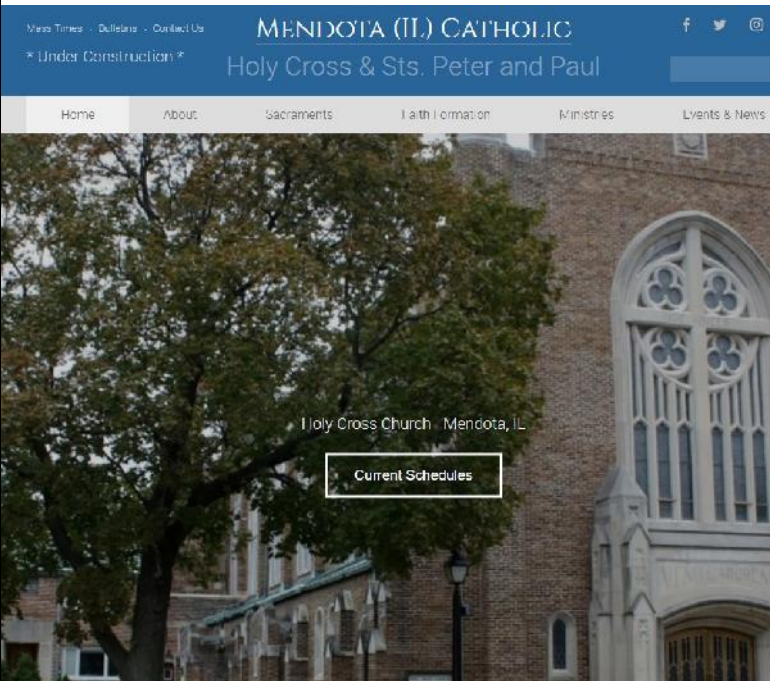 Mass Times - Bulletins - Contact Us
* Under Construction *
MENDOTA (IL) CATHOLIC
Holy Cross & Sts. Peter and Paul
Home About Sacraments Faith Formation Ministries Events & News
Holy Cross Church Mendota, IL
Current Schedules